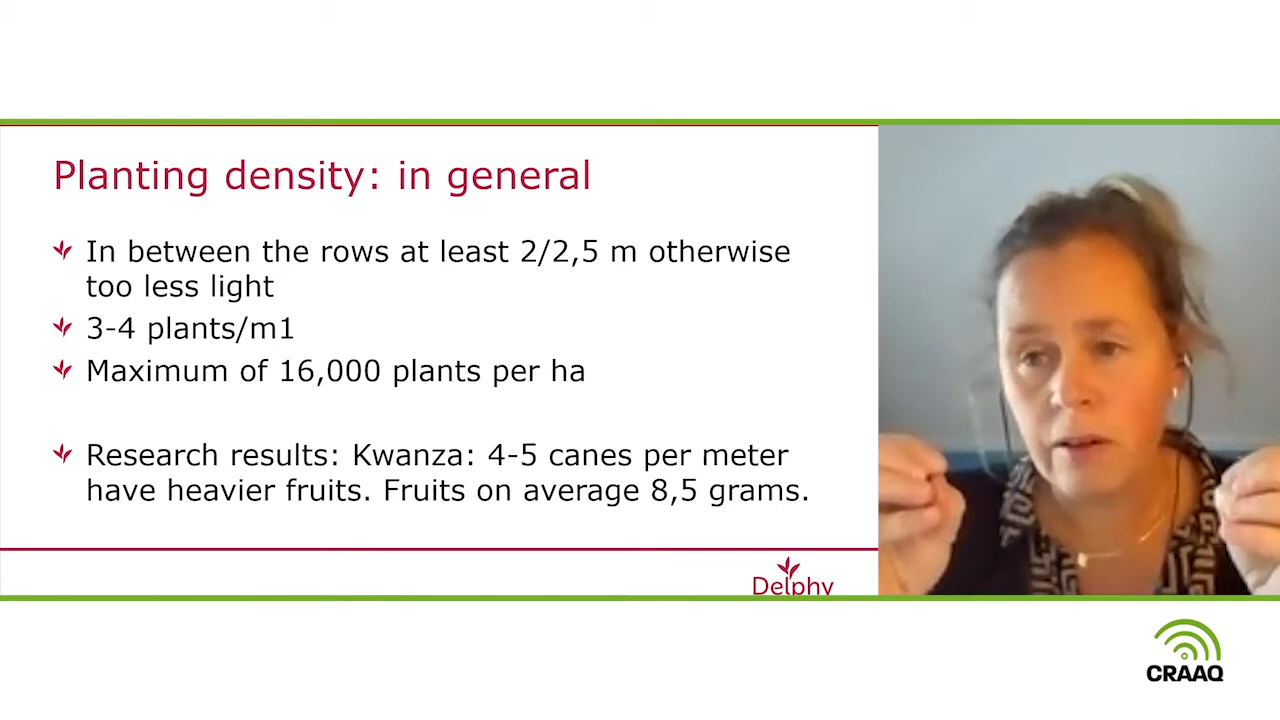 Planting density: in general
In between the rows at least 2/2,5 m otherwise
too less light
3-4 plants/m1
Maximum of 16,000 plants per ha
Research results: Kwanza: 4-5 canes per meter
have heavier fruits. Fruits on average 8,5 grams.
Delphy
CRAAQ